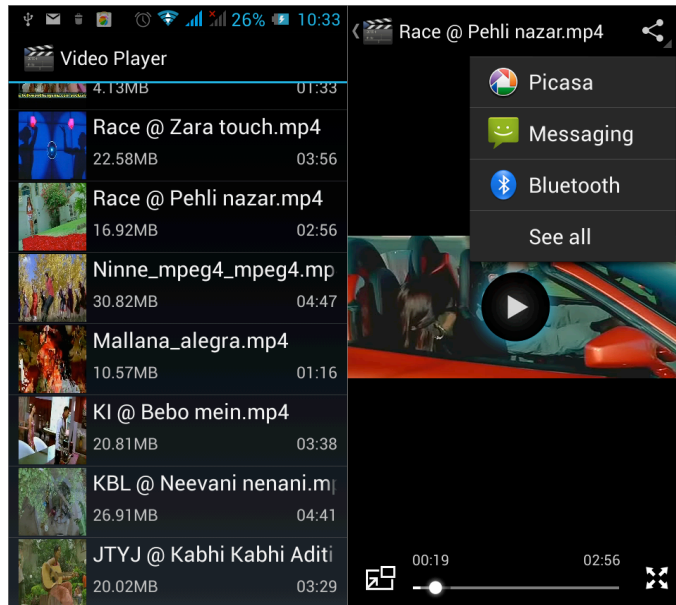 26% 10:33
Video Player
4.13MB 01:33
Race @ Zara touch.mp4
22.58MB 03:56
Race @ Pehli nazar.mp4
16.92MB 02:56
Ninne_mpeg4_mpeg4.mp
30.82MB 04:47
Mallana_alegra.mp4
10.57MB 01:16
KI @ Bebo mein.mp4
20.81MB 03:38
KBL @ Neevani nenani.mp
26.91MB 04:41
JTYJ @ Kabhi Kabhi Aditi
20.02MB 03:29
Race @ Pehli nazar.mp4
Picasa
Messaging
Bluetooth
See all
00:19 02:56